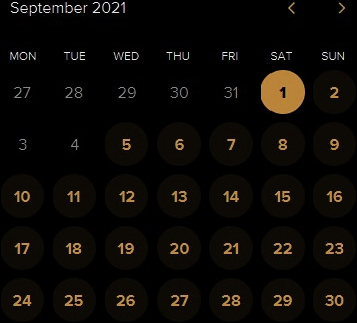 September 2021
MON TUE WED THU FRI SAT SUN
27 28 29 30 31 1 2
3 4 5 6 7 8 9
10 11 12 13 14 15 16
17 18 19 20 21 22 23
24 25 26 27 28 29 30